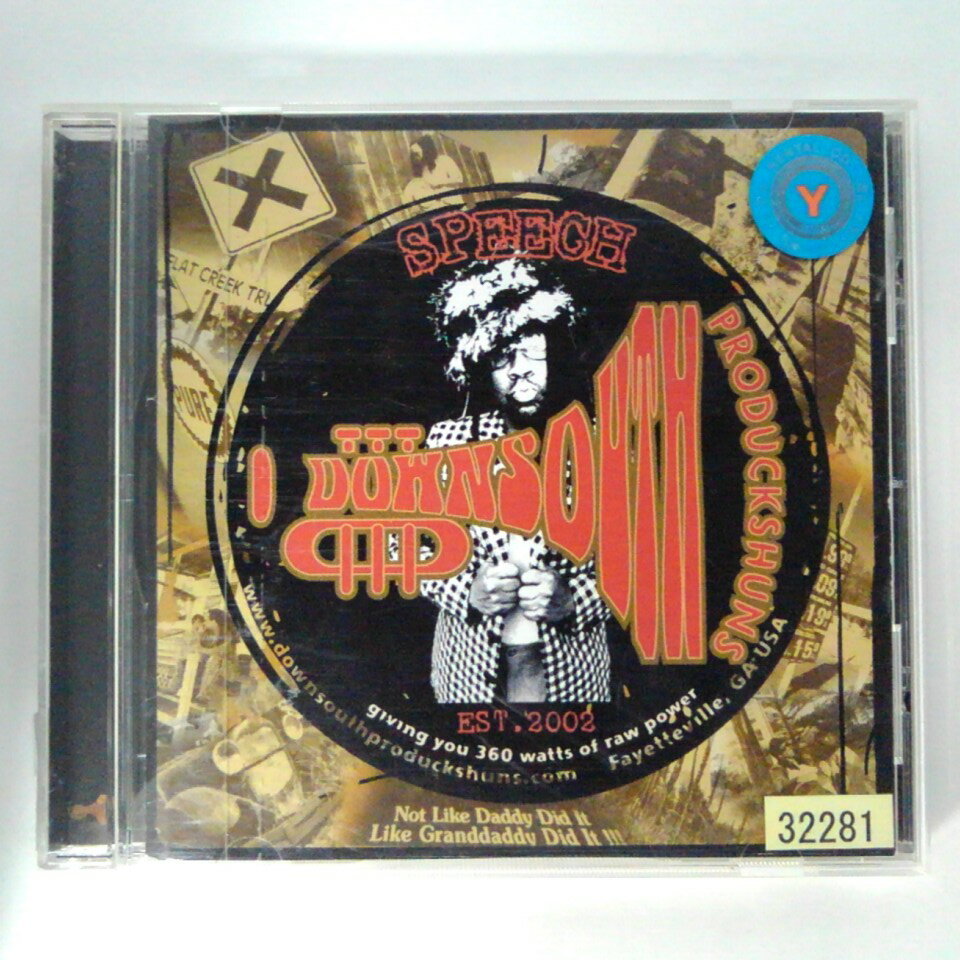 SPEECH
DOWNSOUTH
PRODUCKSHUNS
EST.2002
giving you 360 watts of raw power
www.downsouthproduckshuns.com
Fayetteville, GA USA
Not Like Daddy Did It
Like Granddaddy Did It !!!
FLAT CREEK TR
PURE
Y
32281